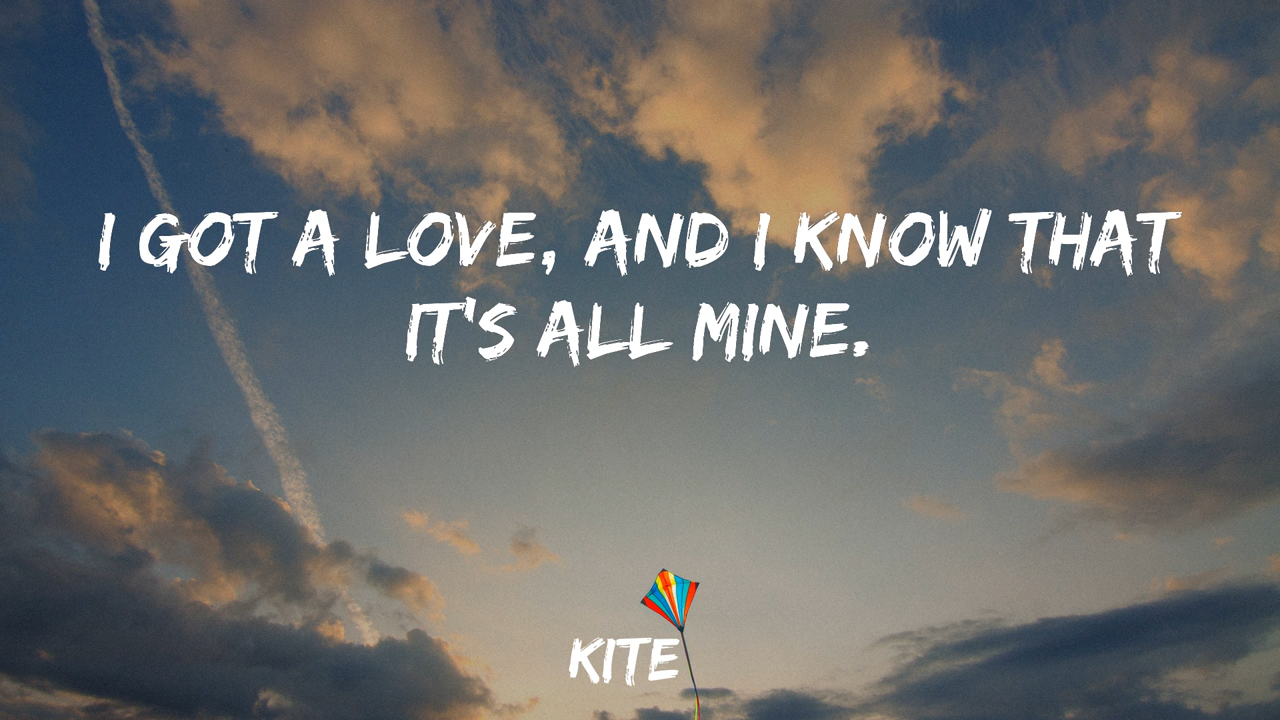 I GOT A LOVE, AND I KNOW THAT
IT'S ALL MINE.
KITE